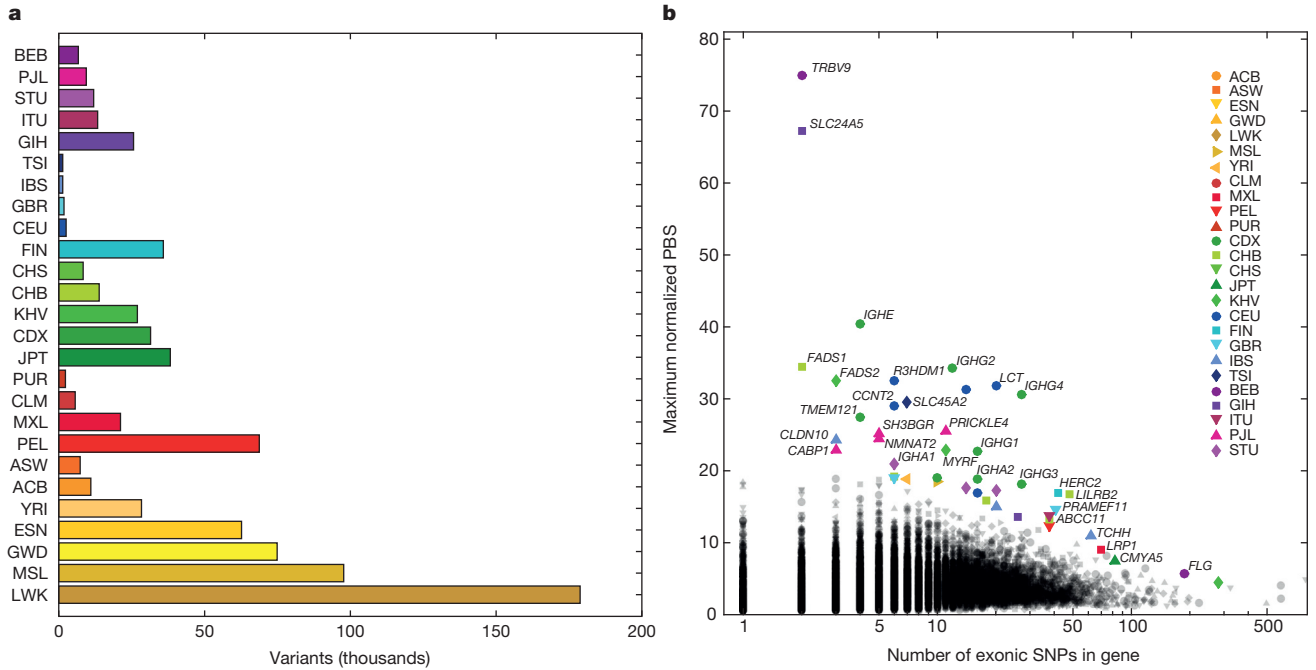 a
BEB
PJL
STU
ITU
GIH
TSI
IBS
GBR
CEU
FIN
CHS
CHB
KHV
CDX
JPT
PUR
CLM
MXL
PEL
ASW
ACB
YRI
ESN
GWD
MSL
LWK
0 50 100 150 200
Variants (thousands)
b
80
70
60
50
40
30
20
10
0
Maximum normalized PBS
TRBV9
SLC24A5
IGHE
FADS1
FADS2
R3HDM1
IGHG2
LCT
IGHG4
CCNT2
SLC45A2
TMEM121
SH3BGR
PRICKLE4
CLDN10
NMNAT2
CABP1
IGHG1
IGHA1
MYRF
IGHA2
IGHG3
HERC2
LILRB2
PRAMEF11
ABCC11
TCHH
LRP1
CMYA5
FLG
ACB
ASW
ESN
GWD
LWK
MSL
YRI
CLM
MXL
PEL
PUR
CDX
CHB
CHS
JPT
KHV
CEU
FIN
GBR
IBS
TSI
BEB
GIH
ITU
PJL
STU
1 5 10 50 100 500
Number of exonic SNPs in gene